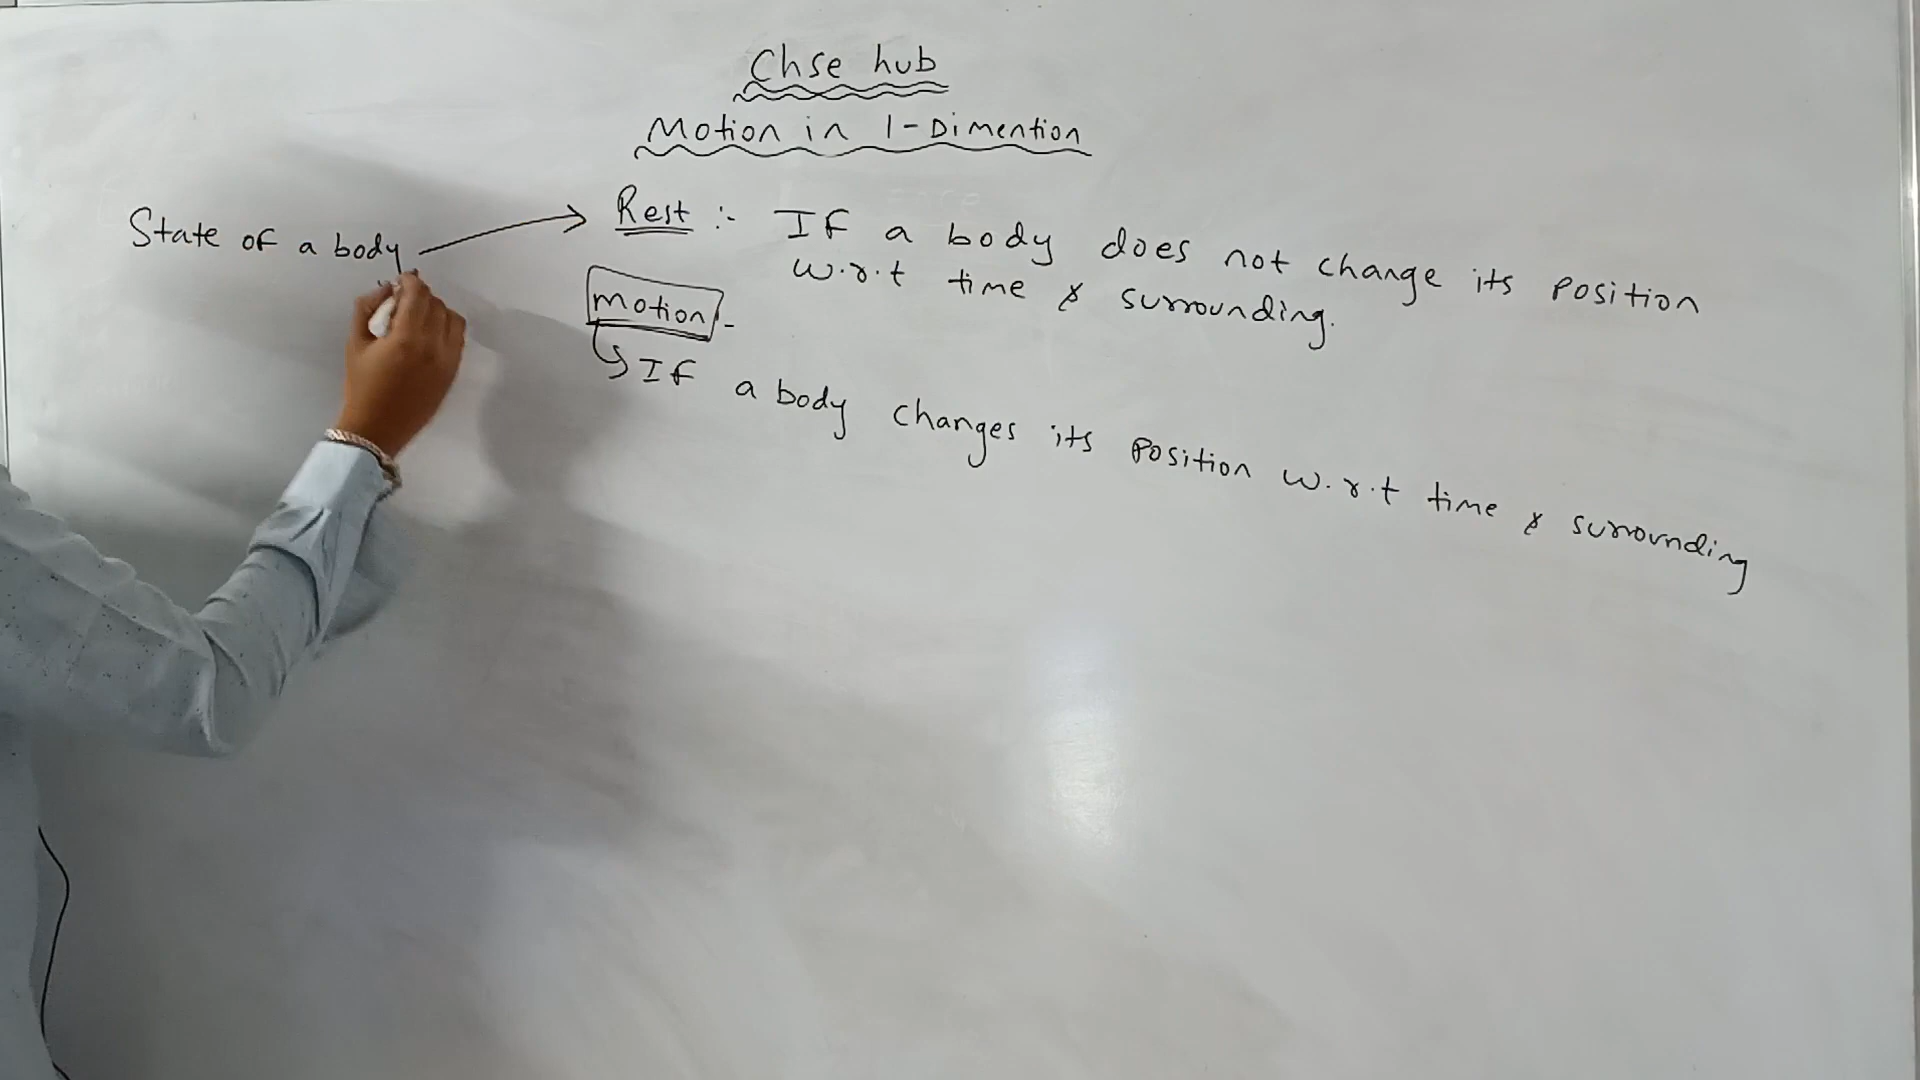 Chse hub
Motion in 1-Dimention
State of a body → Rest :- If a body does not change its position
w.r.t time & surrounding.
Motion :-
If a body changes its position w.r.t time & surrounding